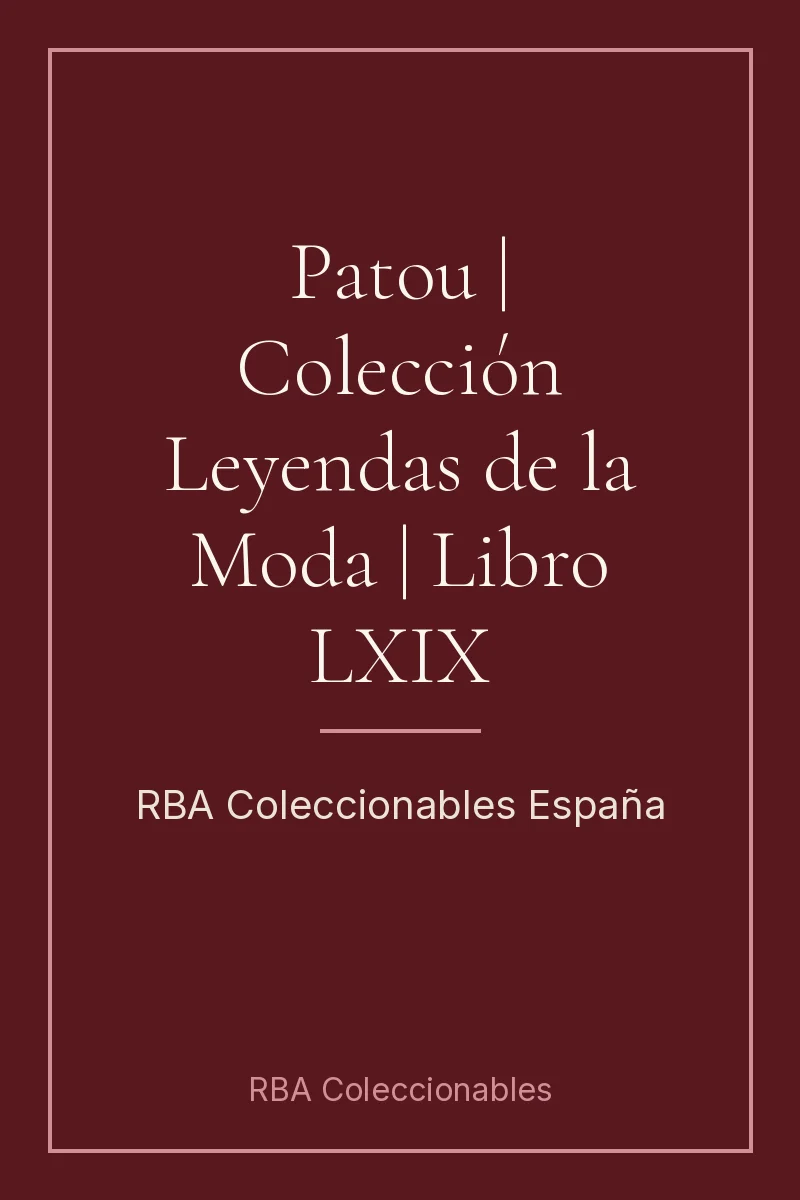 Patou |
Colección
Leyendas de la
Moda | Libro
LXIX
RBA Coleccionables España
RBA Coleccionables